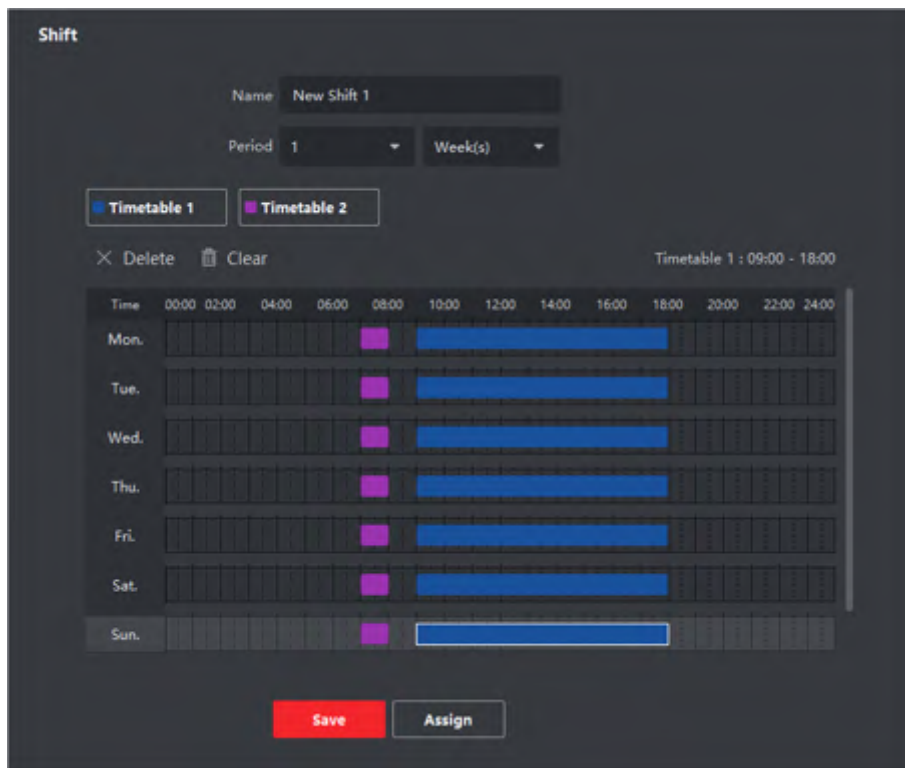 Shift
Name New Shift 1
Period 1 Week(s)
Timetable 1 Timetable 2
Delete Clear Timetable 1 : 09:00 - 18:00
Time 00:00 02:00 04:00 06:00 08:00 10:00 12:00 14:00 16:00 18:00 20:00 22:00 24:00
Mon.
Tue.
Wed.
Thu.
Fri.
Sat.
Sun.
Save Assign